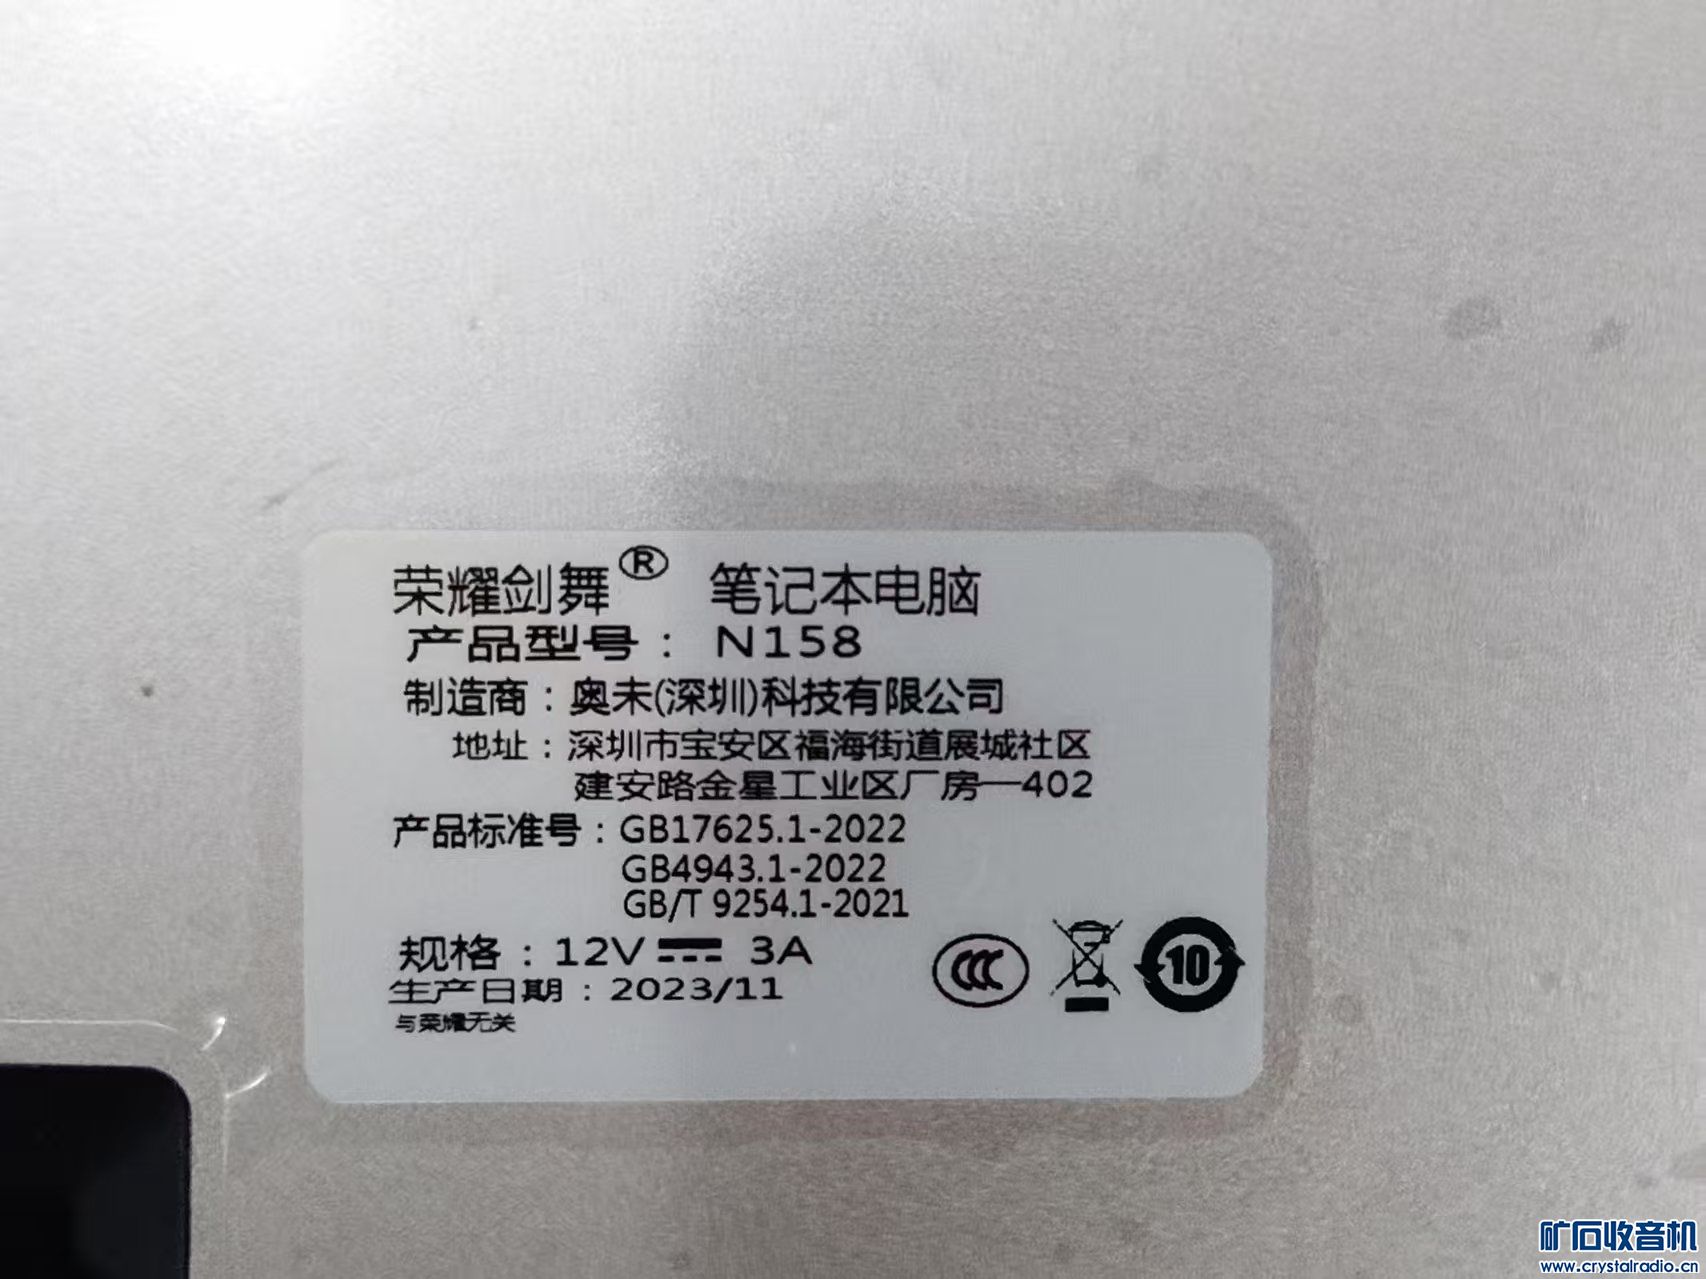 荣耀剑舞® 笔记本电脑
产品型号：N158
制造商：奥未(深圳)科技有限公司
地址：深圳市宝安区福海街道展城社区
建安路金星工业区厂房一402
产品标准号：GB17625.1-2022
GB4943.1-2022
GB/T 9254.1-2021
规格：12V⎓3A
生产日期：2023/11
与荣耀无关
CCC
10
矿石收音机
www.crystalradio.cn